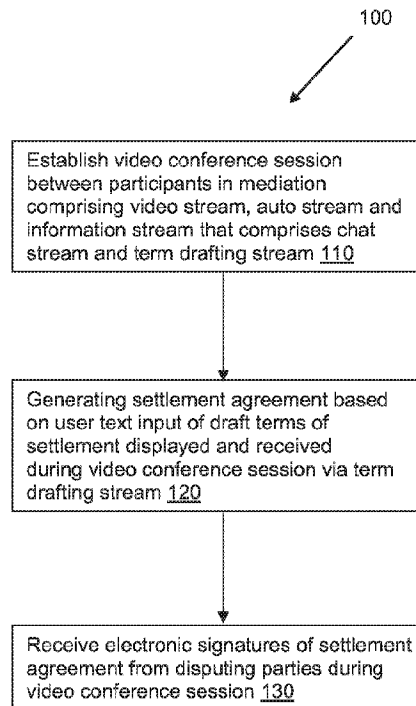 100
Establish video conference session
between participants in mediation
comprising video stream, auto stream and
information stream that comprises chat
stream and term drafting stream 110
Generating settlement agreement based
on user text input of draft terms of
settlement displayed and received
during video conference session via term
drafting stream 120
Receive electronic signatures of settlement
agreement from disputing parties during
video conference session 130